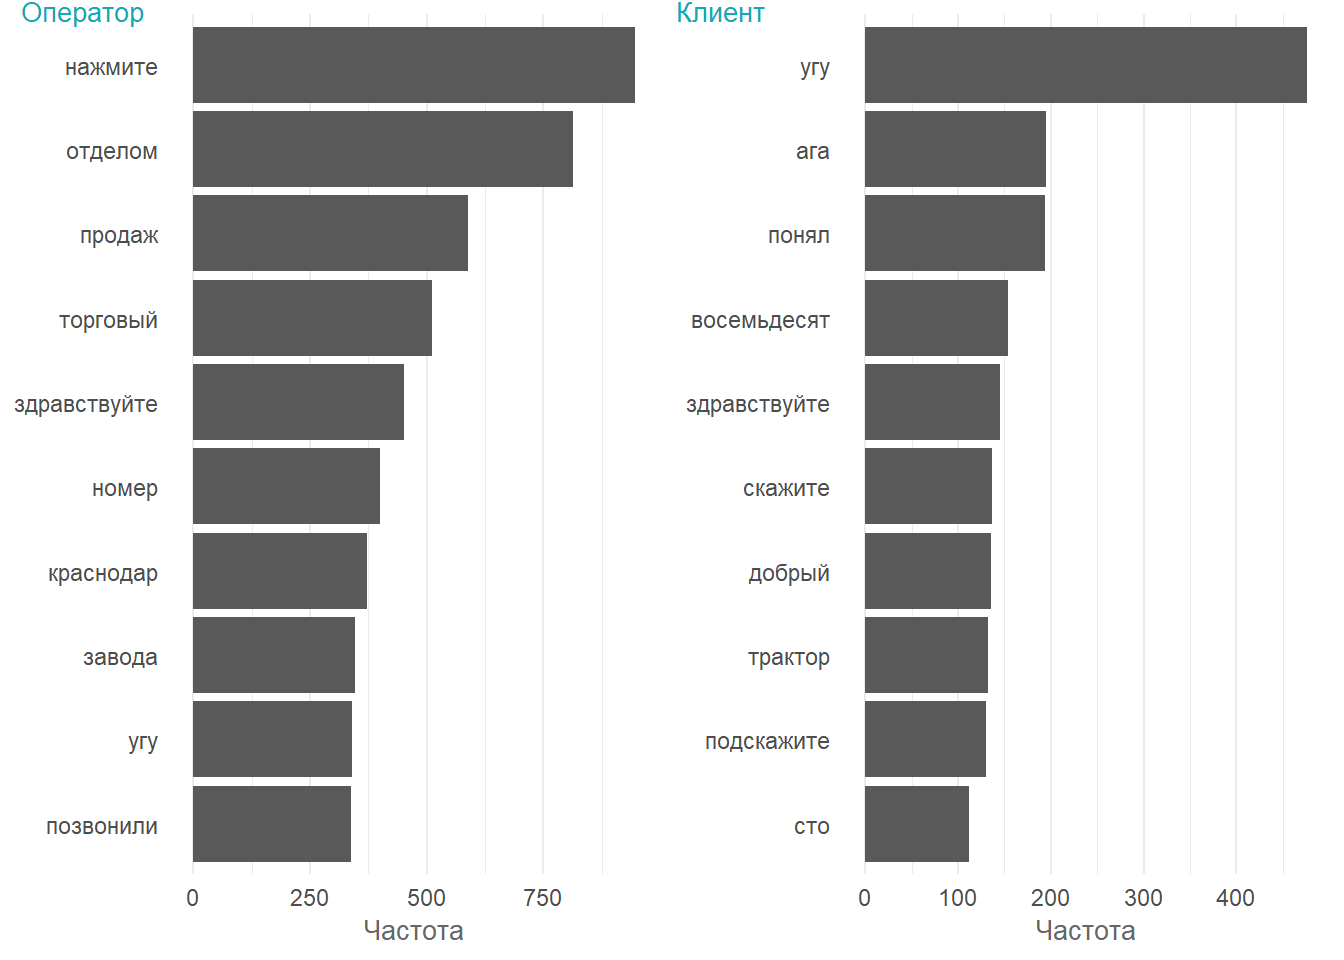 Оператор
нажмите
отделом
продаж
торговый
здравствуйте
номер
краснодар
завода
угу
позвонили
0 250 500 750
Частота
Клиент
угу
ага
понял
восемьдесят
здравствуйте
скажите
добрый
трактор
подскажите
сто
0 100 200 300 400
Частота